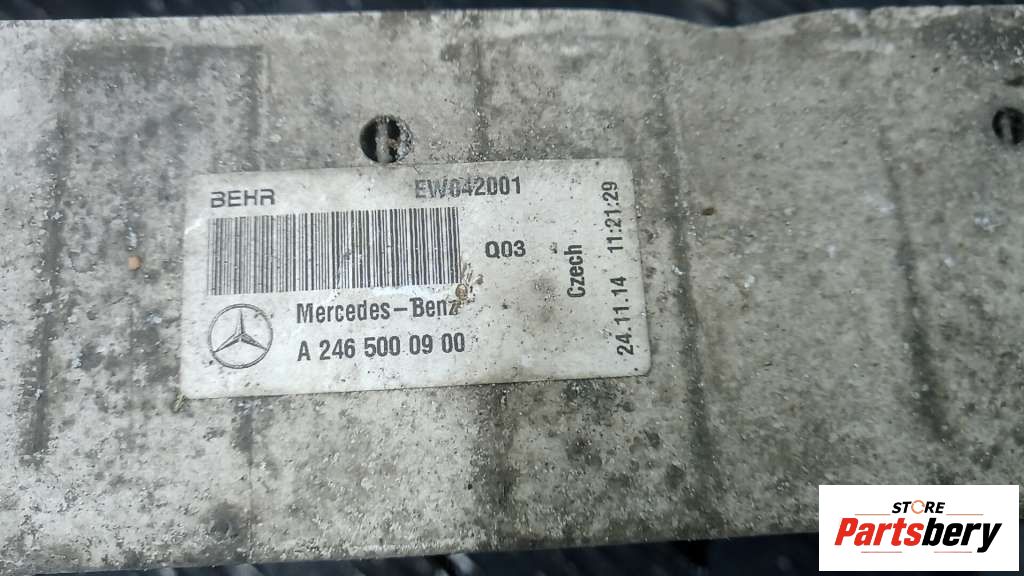 BEHR
EW042001
Q03
Czech
24.11.14 11:21:29
Mercedes-Benz
A 246 500 09 00
STORE
Partsbery